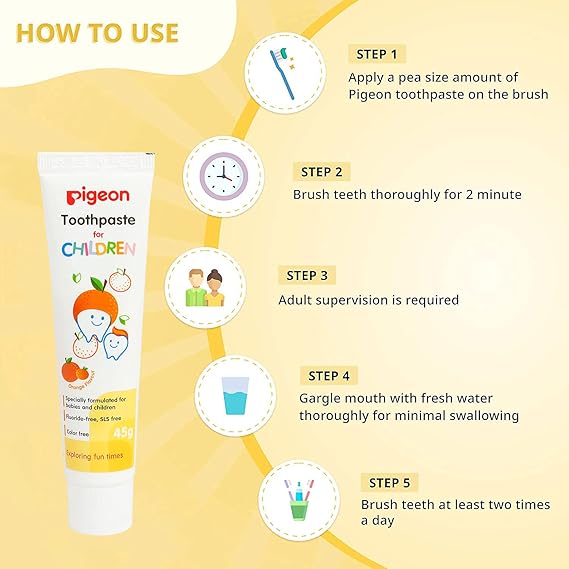 HOW TO USE
STEP 1
Apply a pea size amount of
Pigeon toothpaste on the brush
STEP 2
Brush teeth thoroughly for 2 minute
STEP 3
Adult supervision is required
STEP 4
Gargle mouth with fresh water
thoroughly for minimal swallowing
STEP 5
Brush teeth at least two times
a day
Pigeon
Toothpaste
for
CHILDREN
Orange Flavour
Specially formulated for
babies and children
Fluoride-free, SLS free
Color free
45g
Exploring fun times